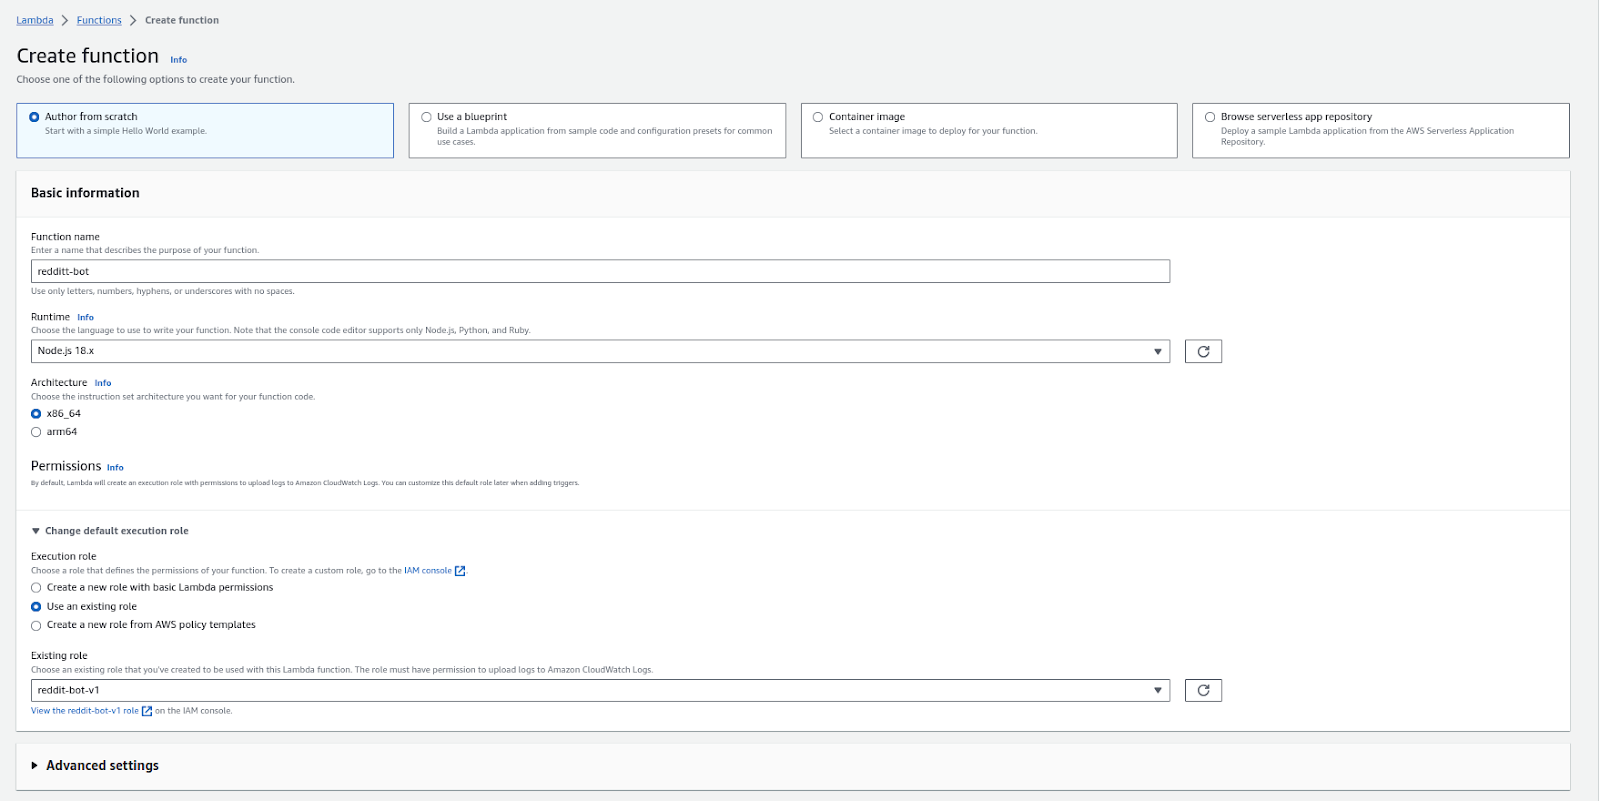 Lambda > Functions > Create function
Create function Info
Choose one of the following options to create your function.
Author from scratch
Start with a simple Hello World example.
Use a blueprint
Build a Lambda application from sample code and configuration presets for common
use cases.
Container image
Select a container image to deploy for your function.
Browse serverless app repository
Deploy a sample Lambda application from the AWS Serverless Application
Repository.
Basic information
Function name
Enter a name that describes the purpose of your function.
redditt-bot
Use only letters, numbers, hyphens, or underscores with no spaces.
Runtime Info
Choose the language to use to write your function. Note that the console code editor supports only Node.js, Python, and Ruby.
Node.js 18.x
Architecture Info
Choose the instruction set architecture you want for your function code.
x86_64
arm64
Permissions Info
By default, Lambda will create an execution role with permissions to upload logs to Amazon CloudWatch Logs. You can customize this default role later when adding triggers.
Change default execution role
Execution role
Choose a role that defines the permissions of your function. To create a custom role, go to the IAM console.
Create a new role with basic Lambda permissions
Use an existing role
Create a new role from AWS policy templates
Existing role
Choose an existing role that you've created to be used with this Lambda function. The role must have permission to upload logs to Amazon CloudWatch Logs.
reddit-bot-v1
View the reddit-bot-v1 role on the IAM console.
Advanced settings